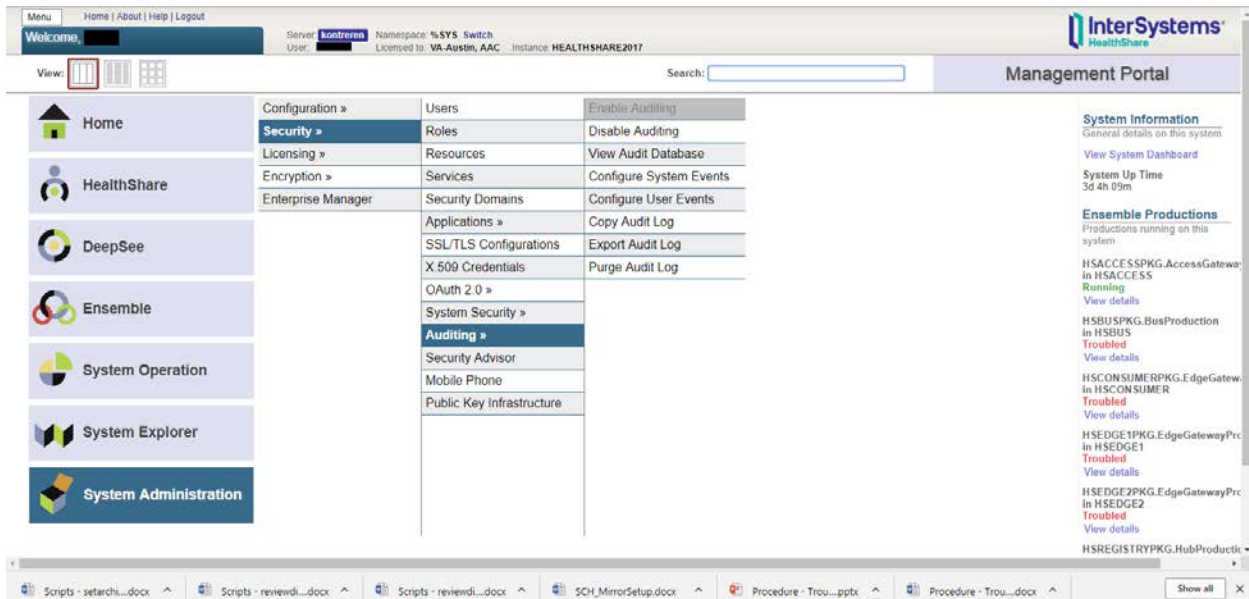 Menu Home | About | Help | Logout
Welcome,
Server: kontreren Namespace: %SYS Switch
User: Licensed to: VA-Austin, AAC Instance: HEALTHSHARE2017
InterSystems
HealthShare
View:
Search:
Management Portal
Home
HealthShare
DeepSee
Ensemble
System Operation
System Explorer
System Administration
Configuration »
Security »
Licensing »
Encryption »
Enterprise Manager
Users
Roles
Resources
Services
Security Domains
Applications »
SSL/TLS Configurations
X.509 Credentials
OAuth 2.0 »
System Security »
Auditing »
Security Advisor
Mobile Phone
Public Key Infrastructure
Enable Auditing
Disable Auditing
View Audit Database
Configure System Events
Configure User Events
Copy Audit Log
Export Audit Log
Purge Audit Log
System Information
General details on this system
View System Dashboard
System Up Time
3d 4h 09m
Ensemble Productions
Productions running on this
system
HSACCESSPKG.AccessGateway
in HSACCESS
Running
View details
HSBUSPKG.BusProduction
in HSBUS
Troubled
View details
HSCONSUMERPKG.EdgeGatew
in HSCONSUMER
Troubled
View details
HSEDGE1PKG.EdgeGatewayPro
in HSEDGE1
Troubled
View details
HSEDGE2PKG.EdgeGatewayPro
in HSEDGE2
Troubled
View details
HSREGISTRYPKG.HubProductio
Scripts - setarchi....docx
Scripts - reviewdi....docx
Scripts - reviewdi....docx
SCH_MirrorSetup.docx
Procedure - Trou....pptx
Procedure - Trou....docx
Show all